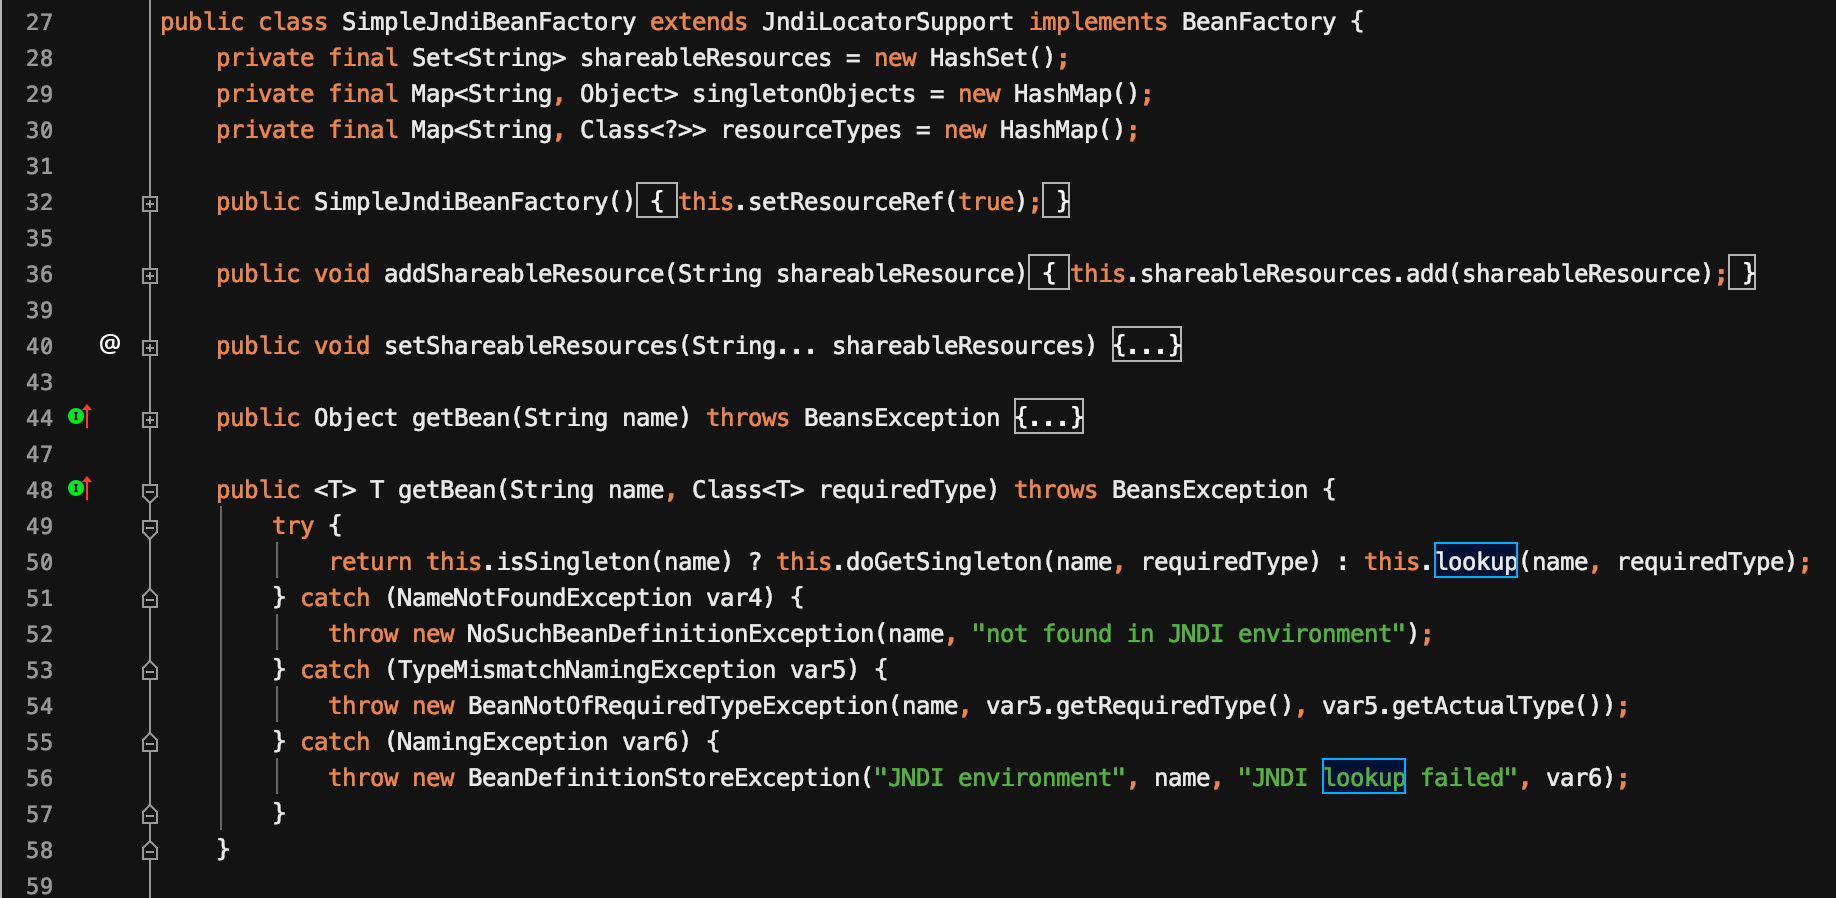 27 public class SimpleJndiBeanFactory extends JndiLocatorSupport implements BeanFactory {
28 private final Set<String> shareableResources = new HashSet();
29 private final Map<String, Object> singletonObjects = new HashMap();
30 private final Map<String, Class<?>> resourceTypes = new HashMap();
31
32 public SimpleJndiBeanFactory() { this.setResourceRef(true); }
35
36 public void addShareableResource(String shareableResource) { this.shareableResources.add(shareableResource); }
39
40 @ public void setShareableResources(String... shareableResources) {...}
43
44 public Object getBean(String name) throws BeansException {...}
47
48 public <T> T getBean(String name, Class<T> requiredType) throws BeansException {
49 try {
50 return this.isSingleton(name) ? this.doGetSingleton(name, requiredType) : this.lookup(name, requiredType);
51 } catch (NameNotFoundException var4) {
52 throw new NoSuchBeanDefinitionException(name, "not found in JNDI environment");
53 } catch (TypeMismatchNamingException var5) {
54 throw new BeanNotOfRequiredTypeException(name, var5.getRequiredType(), var5.getActualType());
55 } catch (NamingException var6) {
56 throw new BeanDefinitionStoreException("JNDI environment", name, "JNDI lookup failed", var6);
57 }
58 }
59